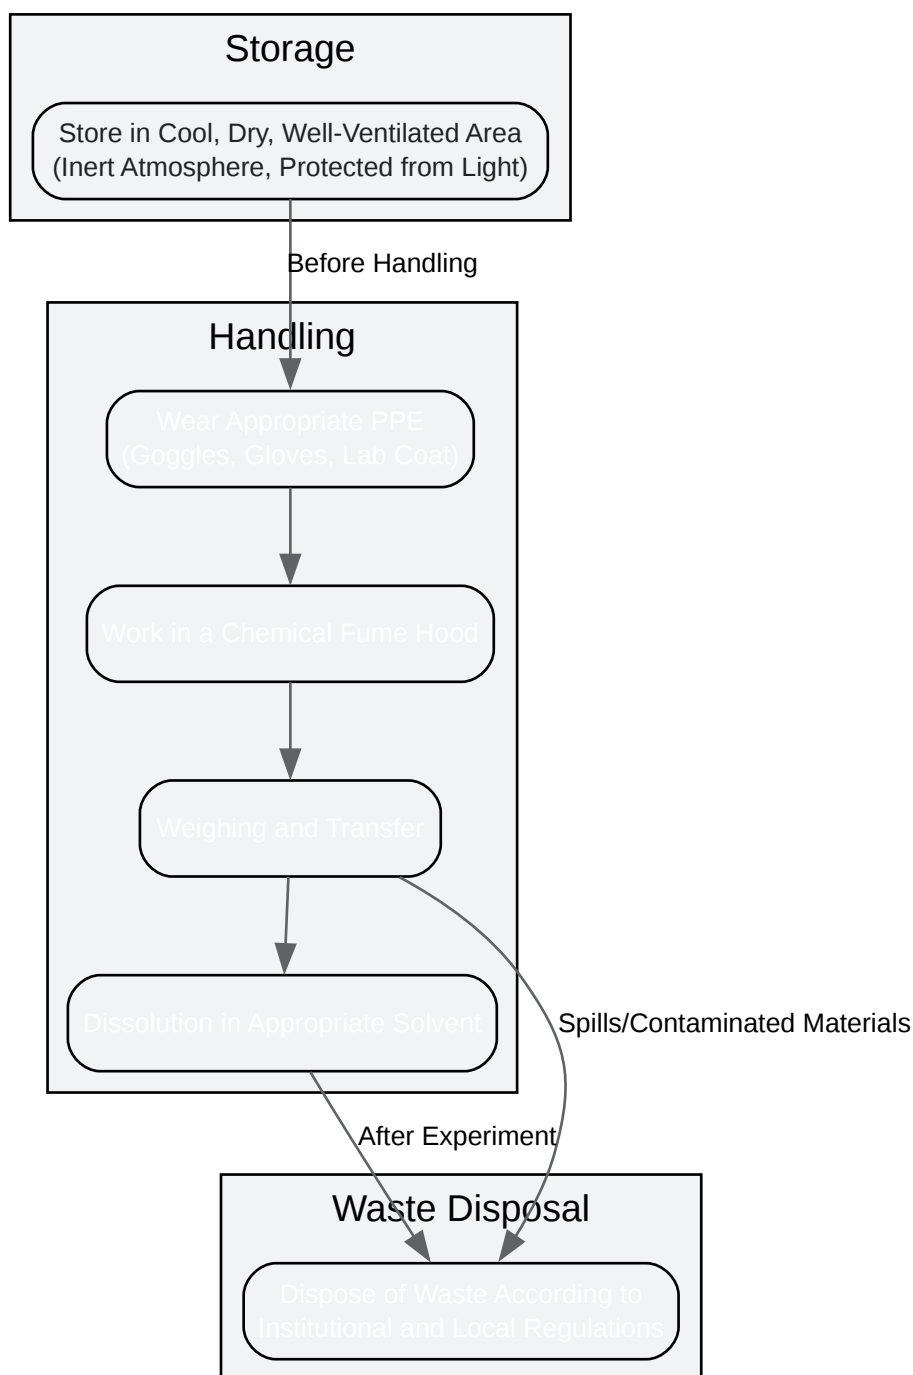 Storage
Store in Cool, Dry, Well-Ventilated Area
(Inert Atmosphere, Protected from Light)
Before Handling
Handling
Wear Appropriate PPE
(Goggles, Gloves, Lab Coat)
Work in a Chemical Fume Hood
Weighing and Transfer
Dissolution in Appropriate Solvent
Spills/Contaminated Materials
After Experiment
Waste Disposal
Dispose of Waste According to
Institutional and Local Regulations